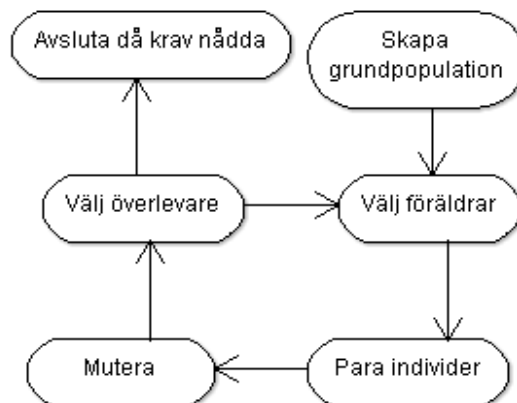 Avsluta då krav nådda
Skapa
grundpopulation
Välj överlevare
Välj föräldrar
Mutera
Para individer